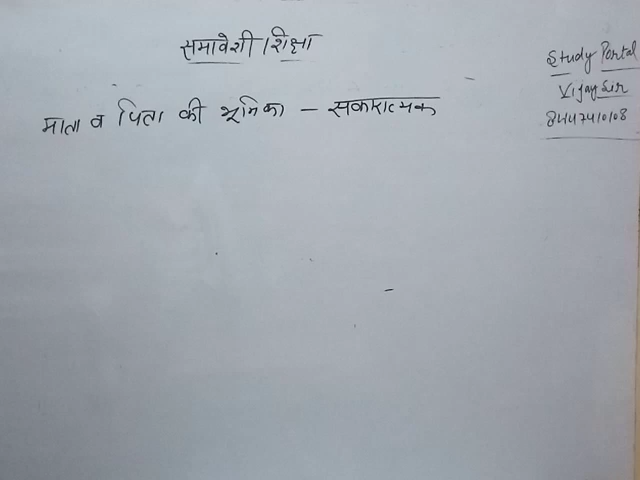 समावेशी शिक्षा
Study Portal
Vijay Sir
8447410108
माता व पिता की भूमिका – सकारात्मक